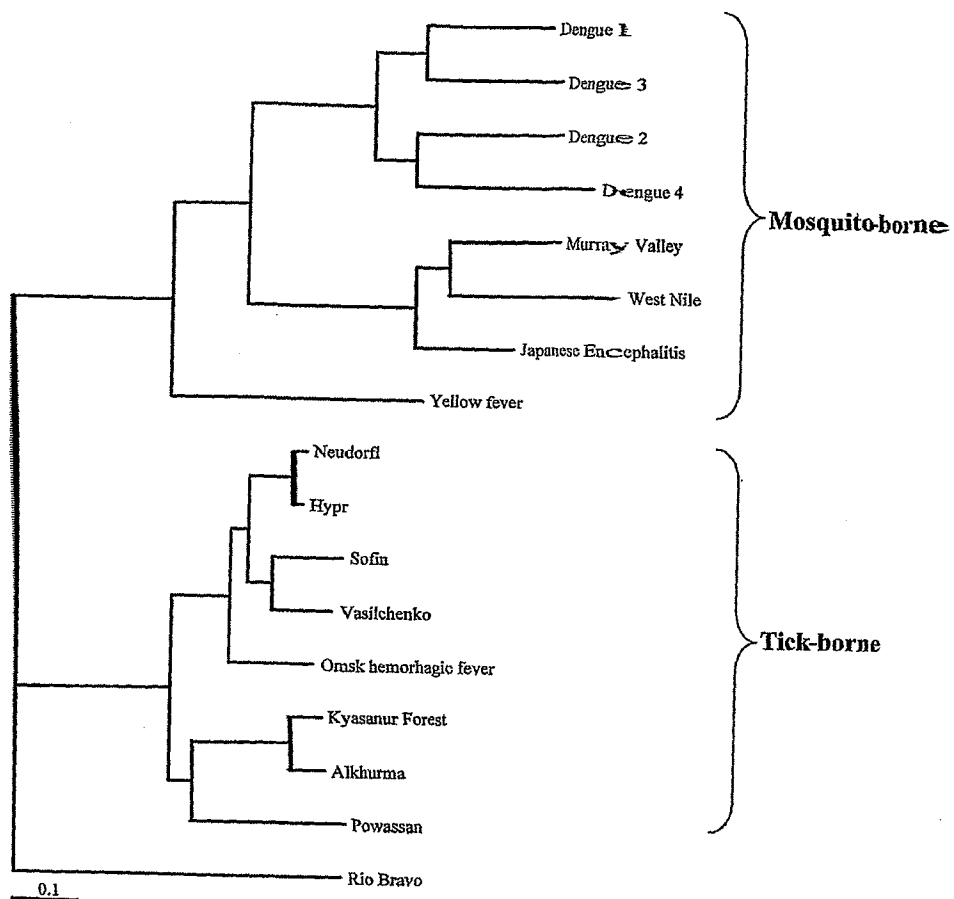 Dengue 1
Dengue 3
Dengue 2
Dengue 4
Murray Valley
West Nile
Japanese Encephalitis
Yellow fever
Mosquito-borne
Neudorfl
Hypr
Sofin
Vasilchenko
Omsk hemorhagic fever
Kyasanur Forest
Alkhurma
Powassan
Tick-borne
Rio Bravo
0.1